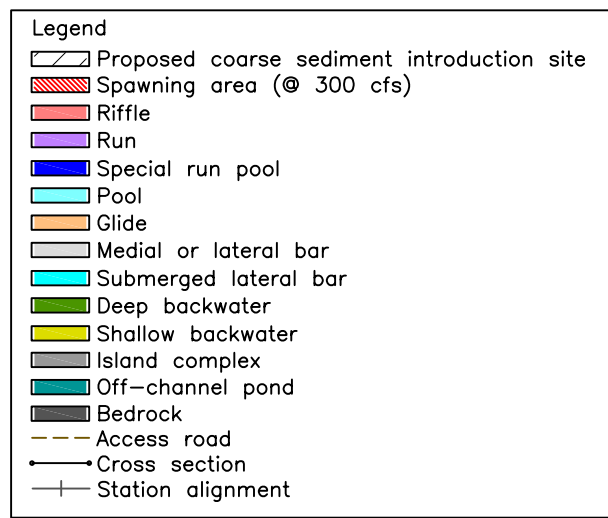 Legend
Proposed coarse sediment introduction site
Spawning area (@ 300 cfs)
Riffle
Run
Special run pool
Pool
Glide
Medial or lateral bar
Submerged lateral bar
Deep backwater
Shallow backwater
Island complex
Off-channel pond
Bedrock
Access road
Cross section
Station alignment